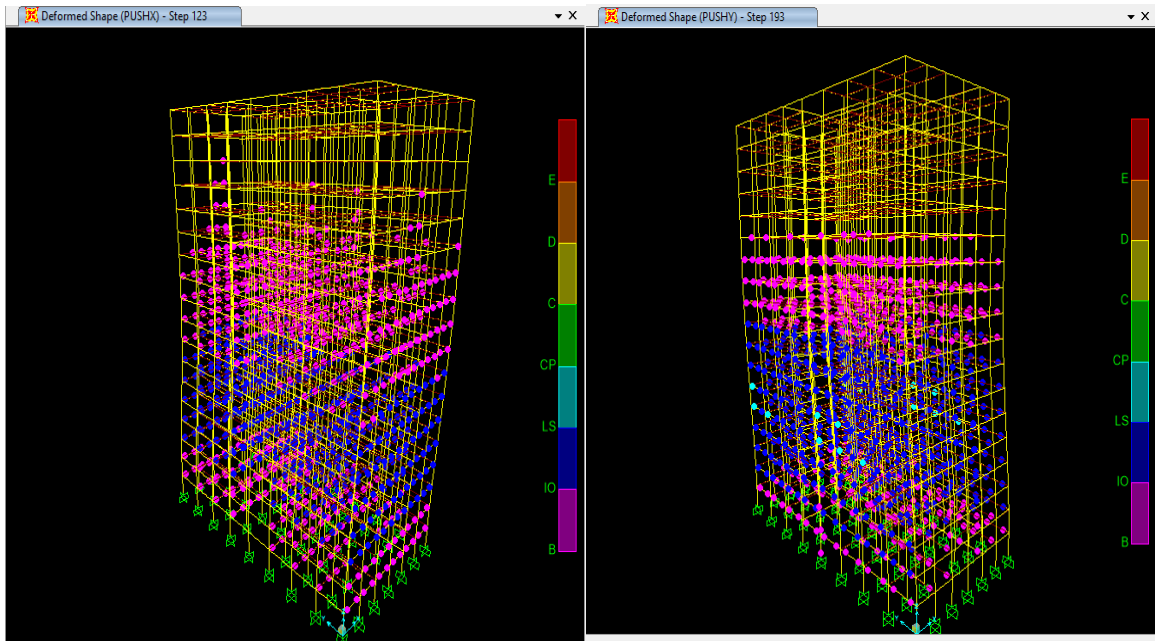 Deformed Shape (PUSHX) - Step 123
E
D
C
CP
LS
IO
B
Deformed Shape (PUSHY) - Step 193
E
D
C
CP
LS
IO
B